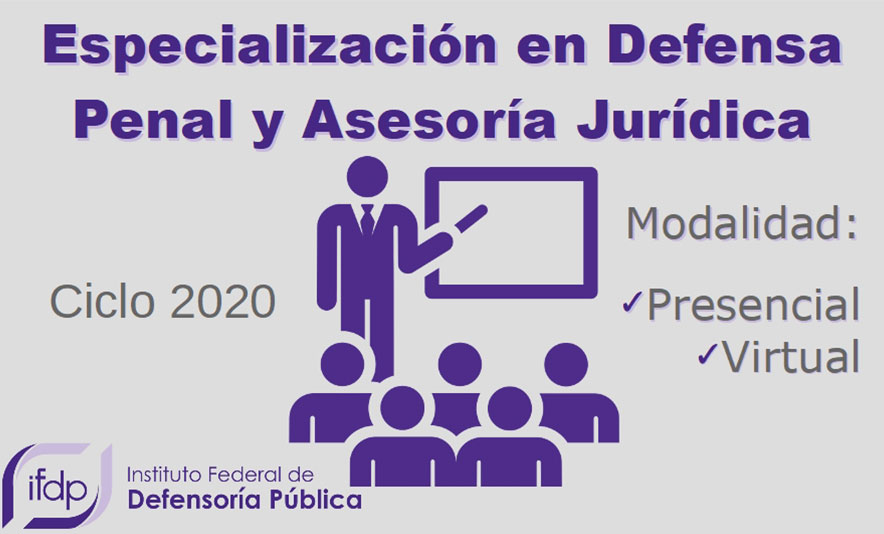 Especialización en Defensa
Penal y Asesoría Jurídica
Ciclo 2020
Modalidad:
✓Presencial
✓Virtual
ifdp
Instituto Federal de
Defensoría Pública